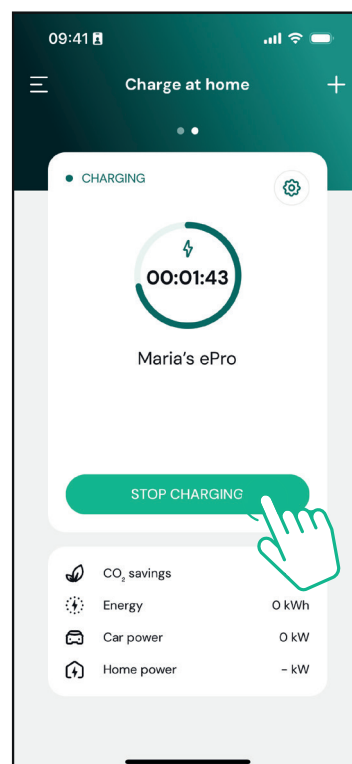 09:41
Charge at home
CHARGING
00:01:43
Maria's ePro
STOP CHARGING
CO₂ savings
Energy 0 kWh
Car power 0 kW
Home power – kW